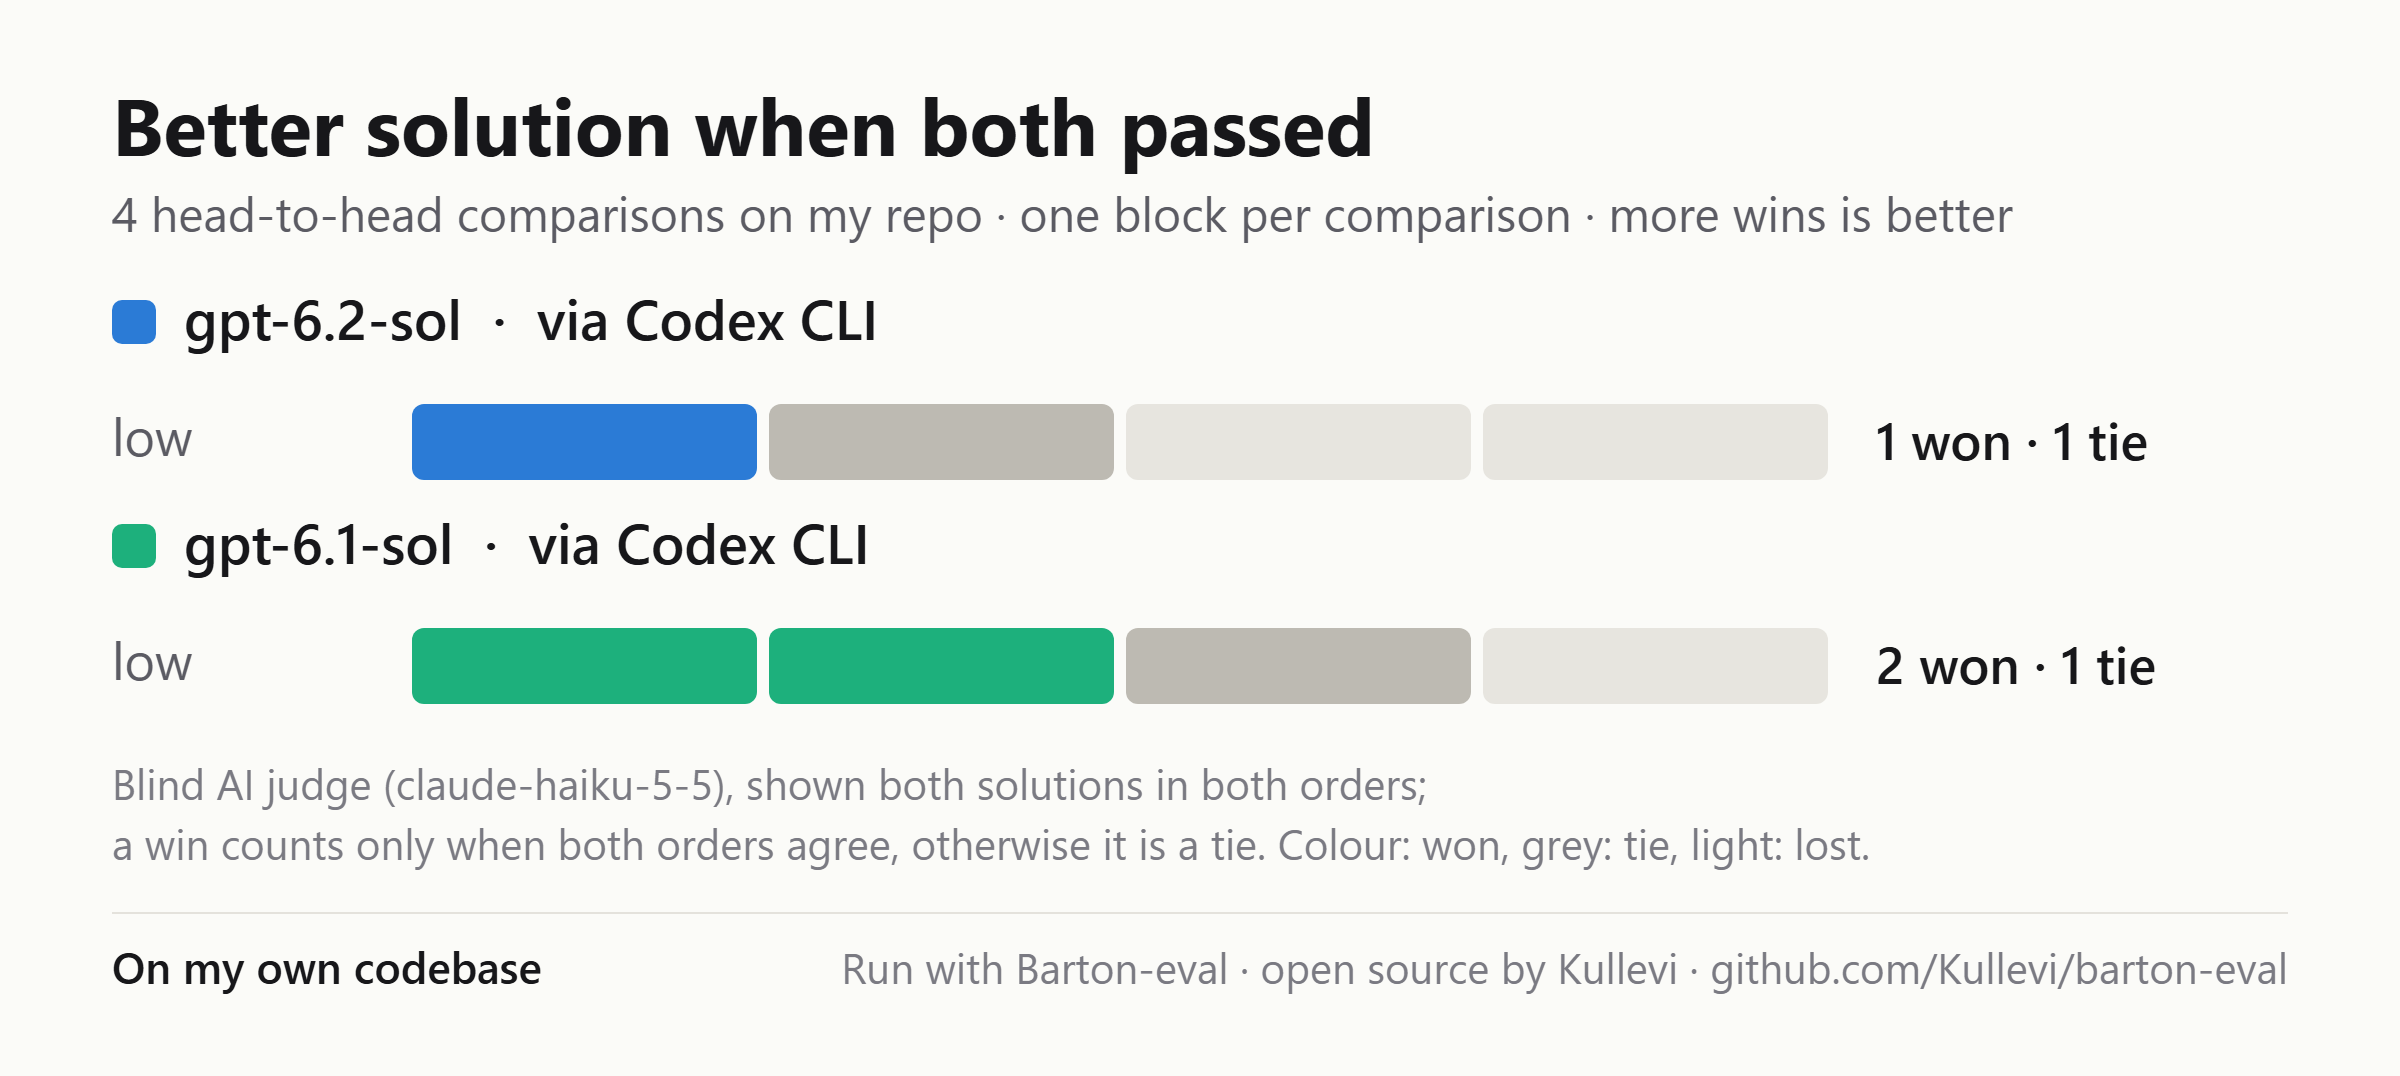 Better solution when both passed
4 head-to-head comparisons on my repo · one block per comparison · more wins is better
gpt-6.2-sol · via Codex CLI
low
1 won · 1 tie
gpt-6.1-sol · via Codex CLI
low
2 won · 1 tie
Blind AI judge (claude-haiku-5-5), shown both solutions in both orders;
a win counts only when both orders agree, otherwise it is a tie. Colour: won, grey: tie, light: lost.
On my own codebase
Run with Barton-eval · open source by Kullevi · github.com/Kullevi/barton-eval